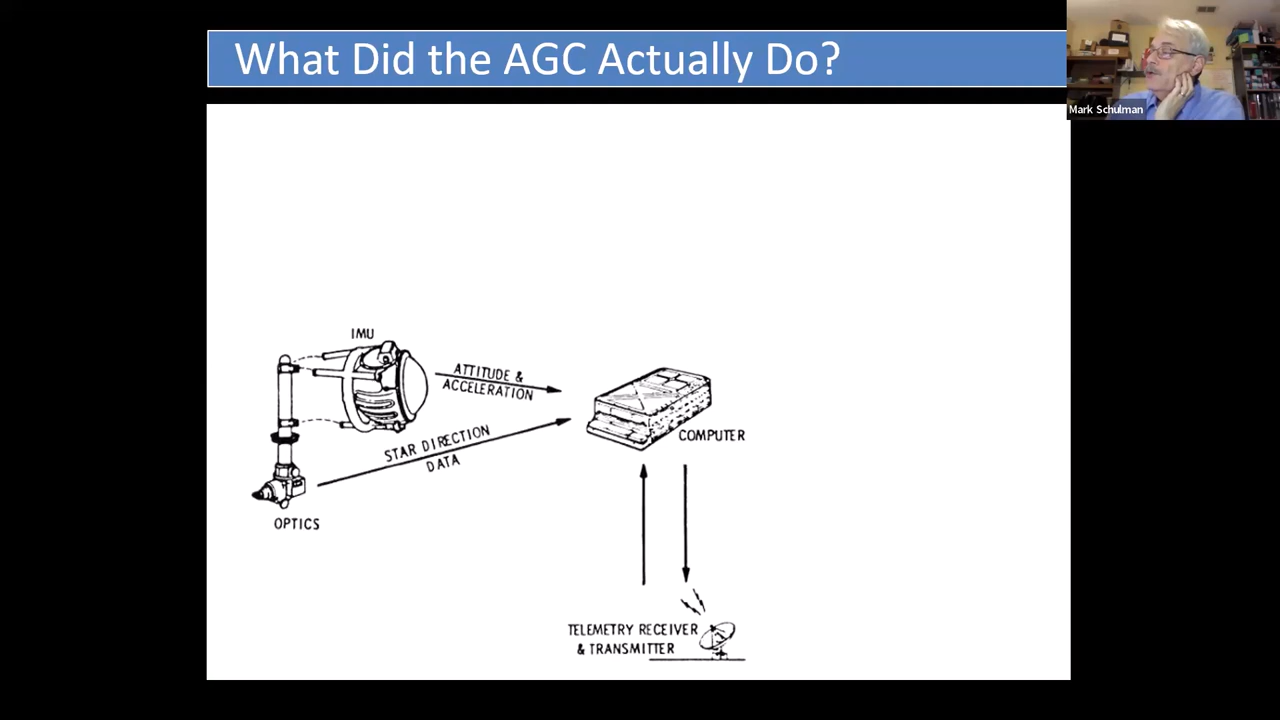 What Did the AGC Actually Do?
Mark Schulman
IMU
ATTITUDE &
ACCELERATION
STAR DIRECTION
DATA
COMPUTER
OPTICS
TELEMETRY RECEIVER
& TRANSMITTER